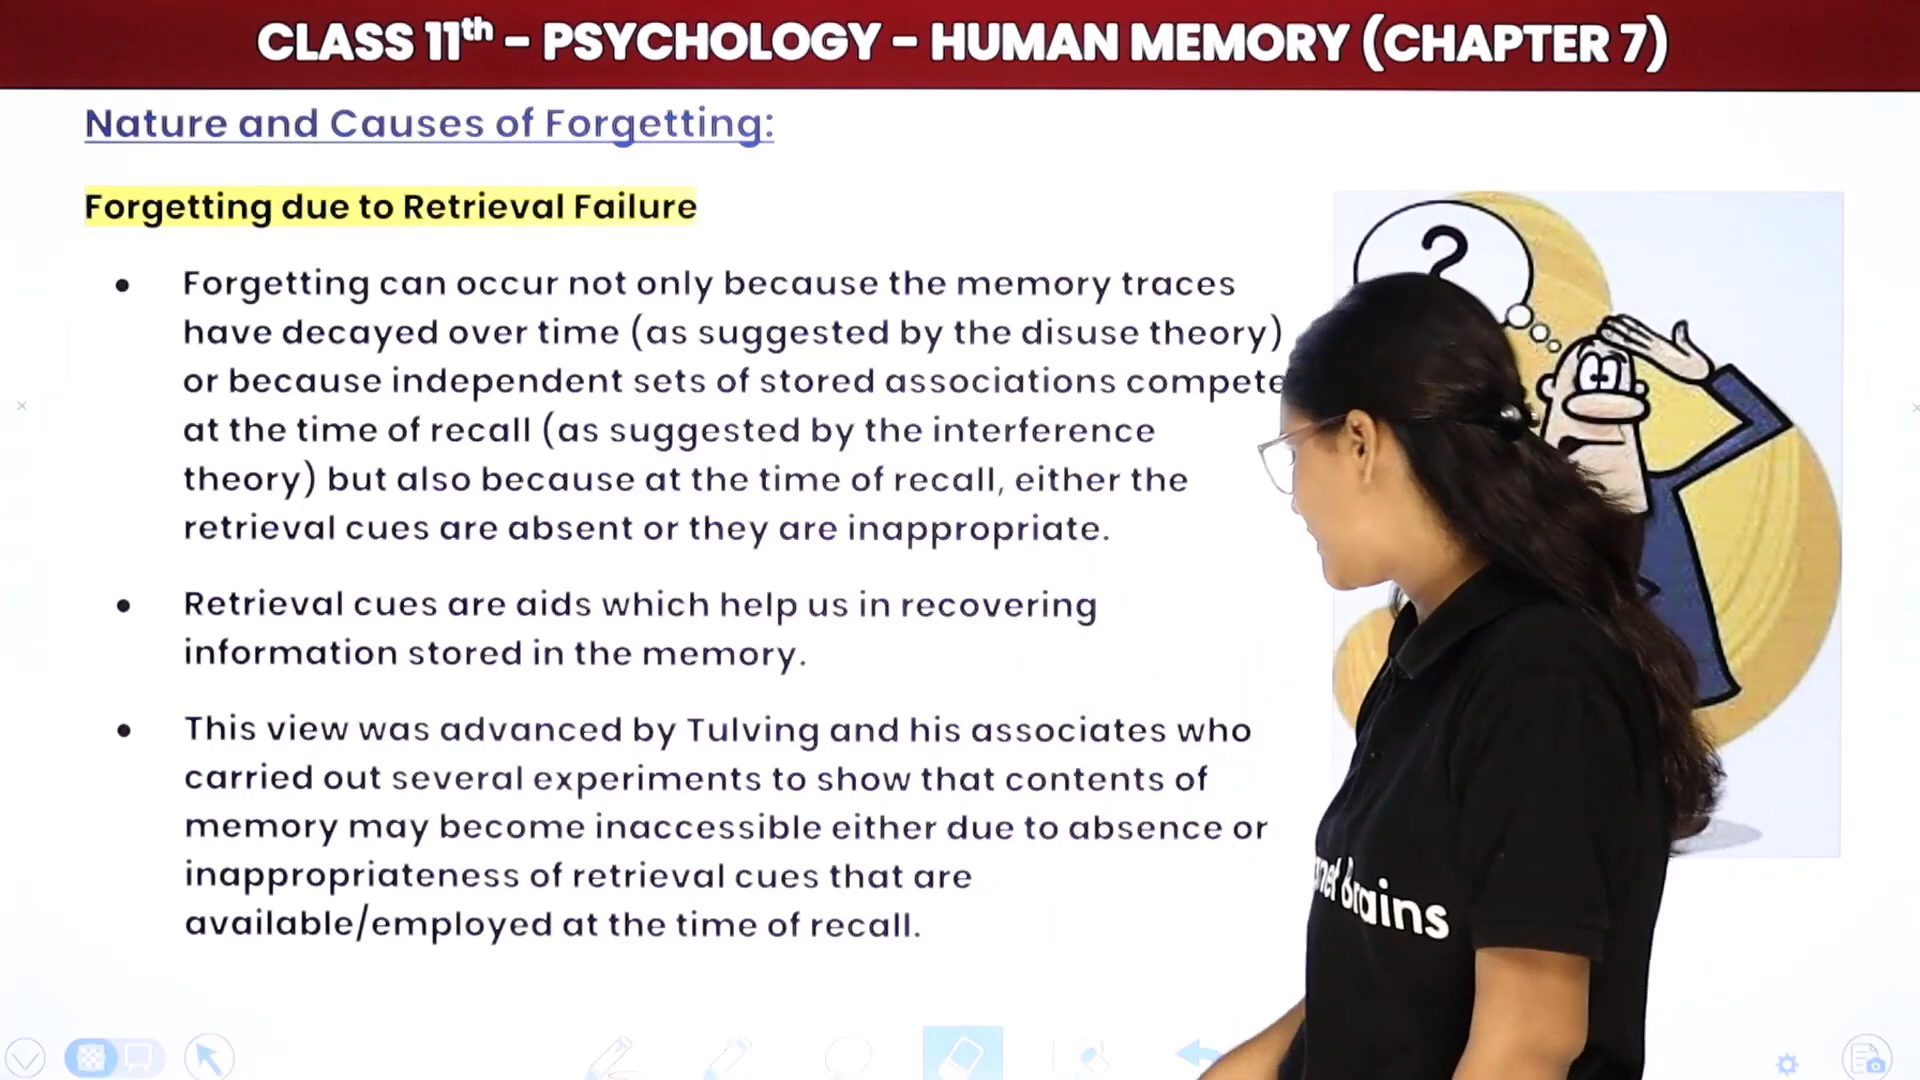 CLASS 11th - PSYCHOLOGY - HUMAN MEMORY (CHAPTER 7)
Nature and Causes of Forgetting:
Forgetting due to Retrieval Failure
?
• Forgetting can occur not only because the memory traces
have decayed over time (as suggested by the disuse theory)
or because independent sets of stored associations compete
at the time of recall (as suggested by the interference
theory) but also because at the time of recall, either the
retrieval cues are absent or they are inappropriate.
• Retrieval cues are aids which help us in recovering
information stored in the memory.
• This view was advanced by Tulving and his associates who
carried out several experiments to show that contents of
memory may become inaccessible either due to absence or
inappropriateness of retrieval cues that are
available/employed at the time of recall.
Brains